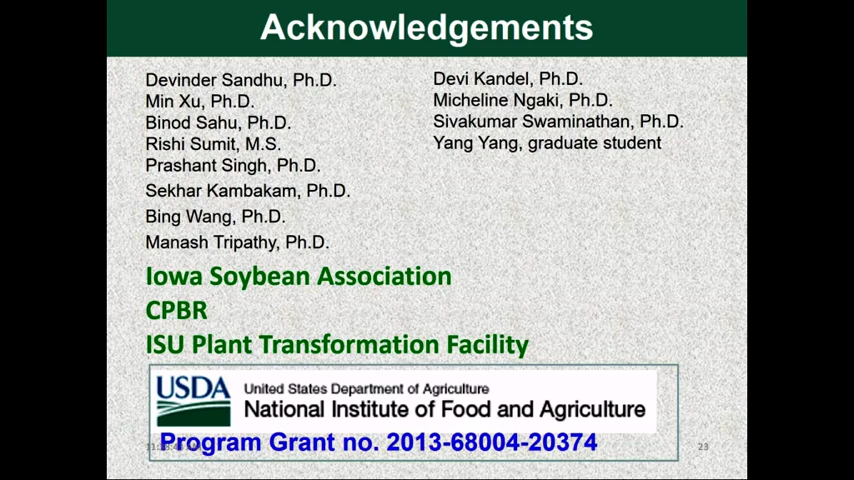 Acknowledgements
Devinder Sandhu, Ph.D.
Min Xu, Ph.D.
Binod Sahu, Ph.D.
Rishi Sumit, M.S.
Prashant Singh, Ph.D.
Sekhar Kambakam, Ph.D.
Bing Wang, Ph.D.
Manash Tripathy, Ph.D.
Devi Kandel, Ph.D.
Micheline Ngaki, Ph.D.
Sivakumar Swaminathan, Ph.D.
Yang Yang, graduate student
Iowa Soybean Association
CPBR
ISU Plant Transformation Facility
USDA
United States Department of Agriculture
National Institute of Food and Agriculture
Program Grant no. 2013-68004-20374
23